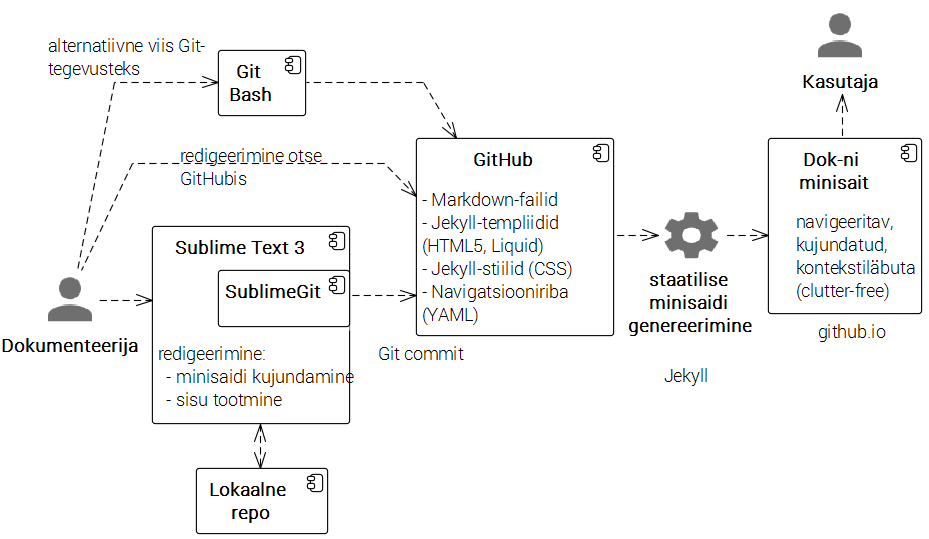 alternatiivne viis Git-
tegevusteks
Git
Bash
Kasutaja
redigeerimine otse
GitHubis
GitHub
- Markdown-failid
- Jekyll-templiidid
(HTML5, Liquid)
- Jekyll-stiilid (CSS)
- Navigatsiooniriba
(YAML)
Dok-ni
minisait
navigeeritav,
kujundatud,
kontekstiläbuta
(clutter-free)
github.io
Sublime Text 3
SublimeGit
redigeerimine:
- minisaidi kujundamine
- sisu tootmine
Dokumenteerija
Git commit
staatilise
minisaidi
genereerimine
Jekyll
Lokaalne
repo